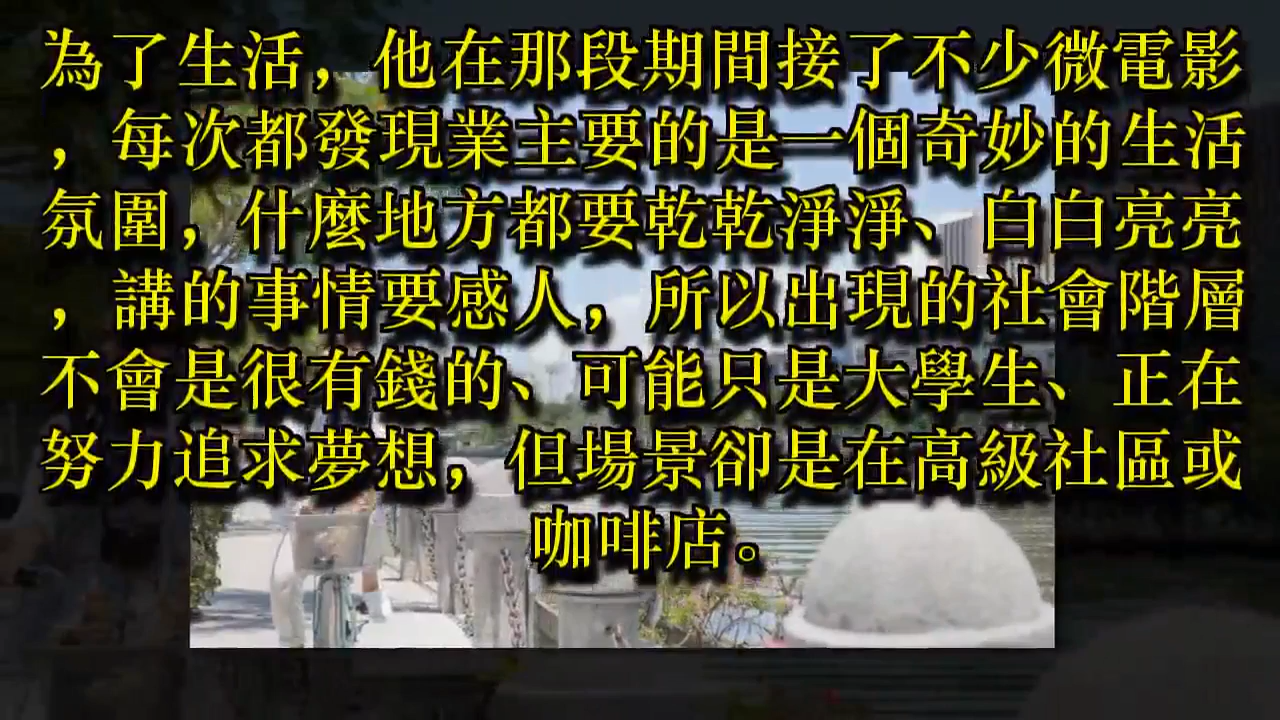 為了生活，他在那段期間接了不少微電影
，每次都發現業主要的是一個奇妙的生活
氛圍，什麼地方都要乾乾淨淨、白白亮亮
，講的事情要感人，所以出現的社會階層
不會是很有錢的、可能只是大學生、正在
努力追求夢想，但場景卻是在高級社區或
咖啡店。